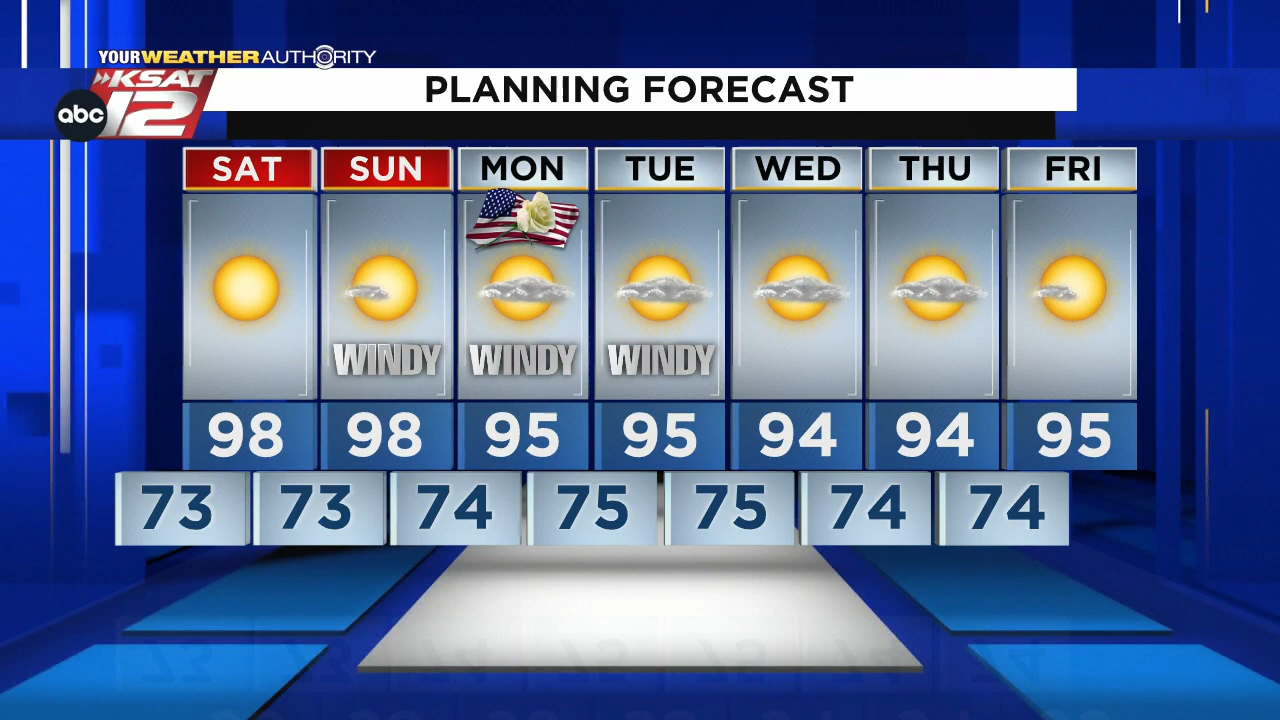 YOURWEATHERAUTHORITY
KSAT
abc 12
PLANNING FORECAST
SAT SUN MON TUE WED THU FRI
WINDY WINDY WINDY
98 98 95 95 94 94 95
73 73 74 75 75 74 74